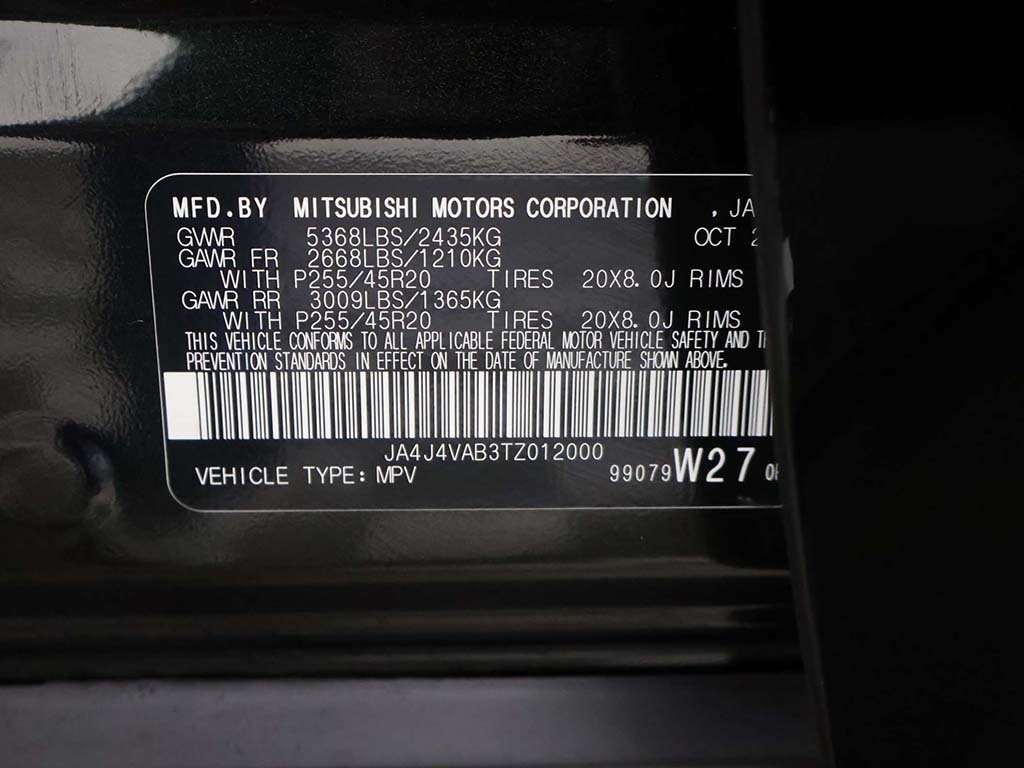 MFD.BY MITSUBISHI MOTORS CORPORATION , JA
GVWR 5368LBS/2435KG OCT 2
GAWR FR 2668LBS/1210KG
WITH P255/45R20 TIRES 20X8.0J RIMS
GAWR RR 3009LBS/1365KG
WITH P255/45R20 TIRES 20X8.0J RIMS
THIS VEHICLE CONFORMS TO ALL APPLICABLE FEDERAL MOTOR VEHICLE SAFETY AND
PREVENTION STANDARDS IN EFFECT ON THE DATE OF MANUFACTURE SHOWN ABOVE.
JA4J4VAB3TZ012000
VEHICLE TYPE: MPV 99079 W27